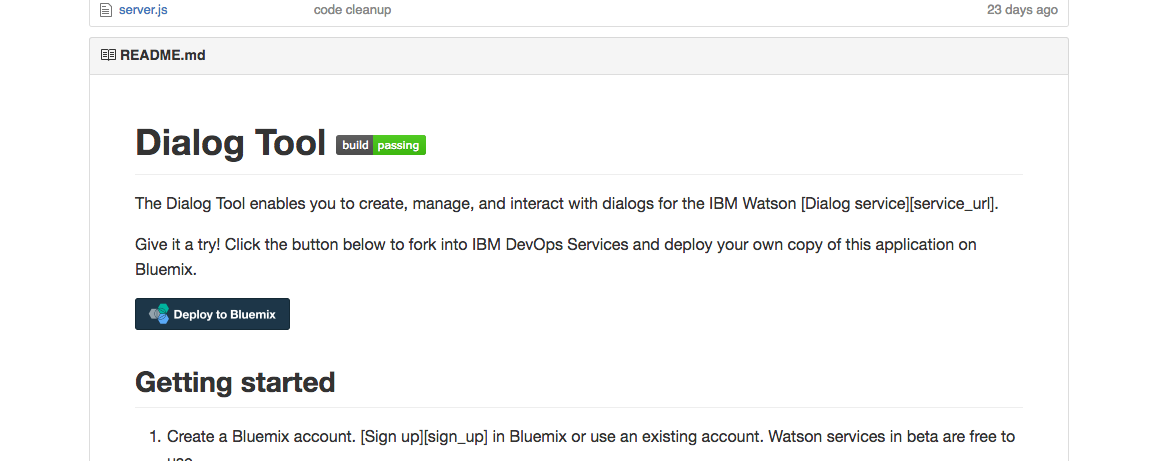 server.js code cleanup 23 days ago
README.md
Dialog Tool build passing
The Dialog Tool enables you to create, manage, and interact with dialogs for the IBM Watson [Dialog service][service_url].
Give it a try! Click the button below to fork into IBM DevOps Services and deploy your own copy of this application on
Bluemix.
Deploy to Bluemix
Getting started
1. Create a Bluemix account. [Sign up][sign_up] in Bluemix or use an existing account. Watson services in beta are free to